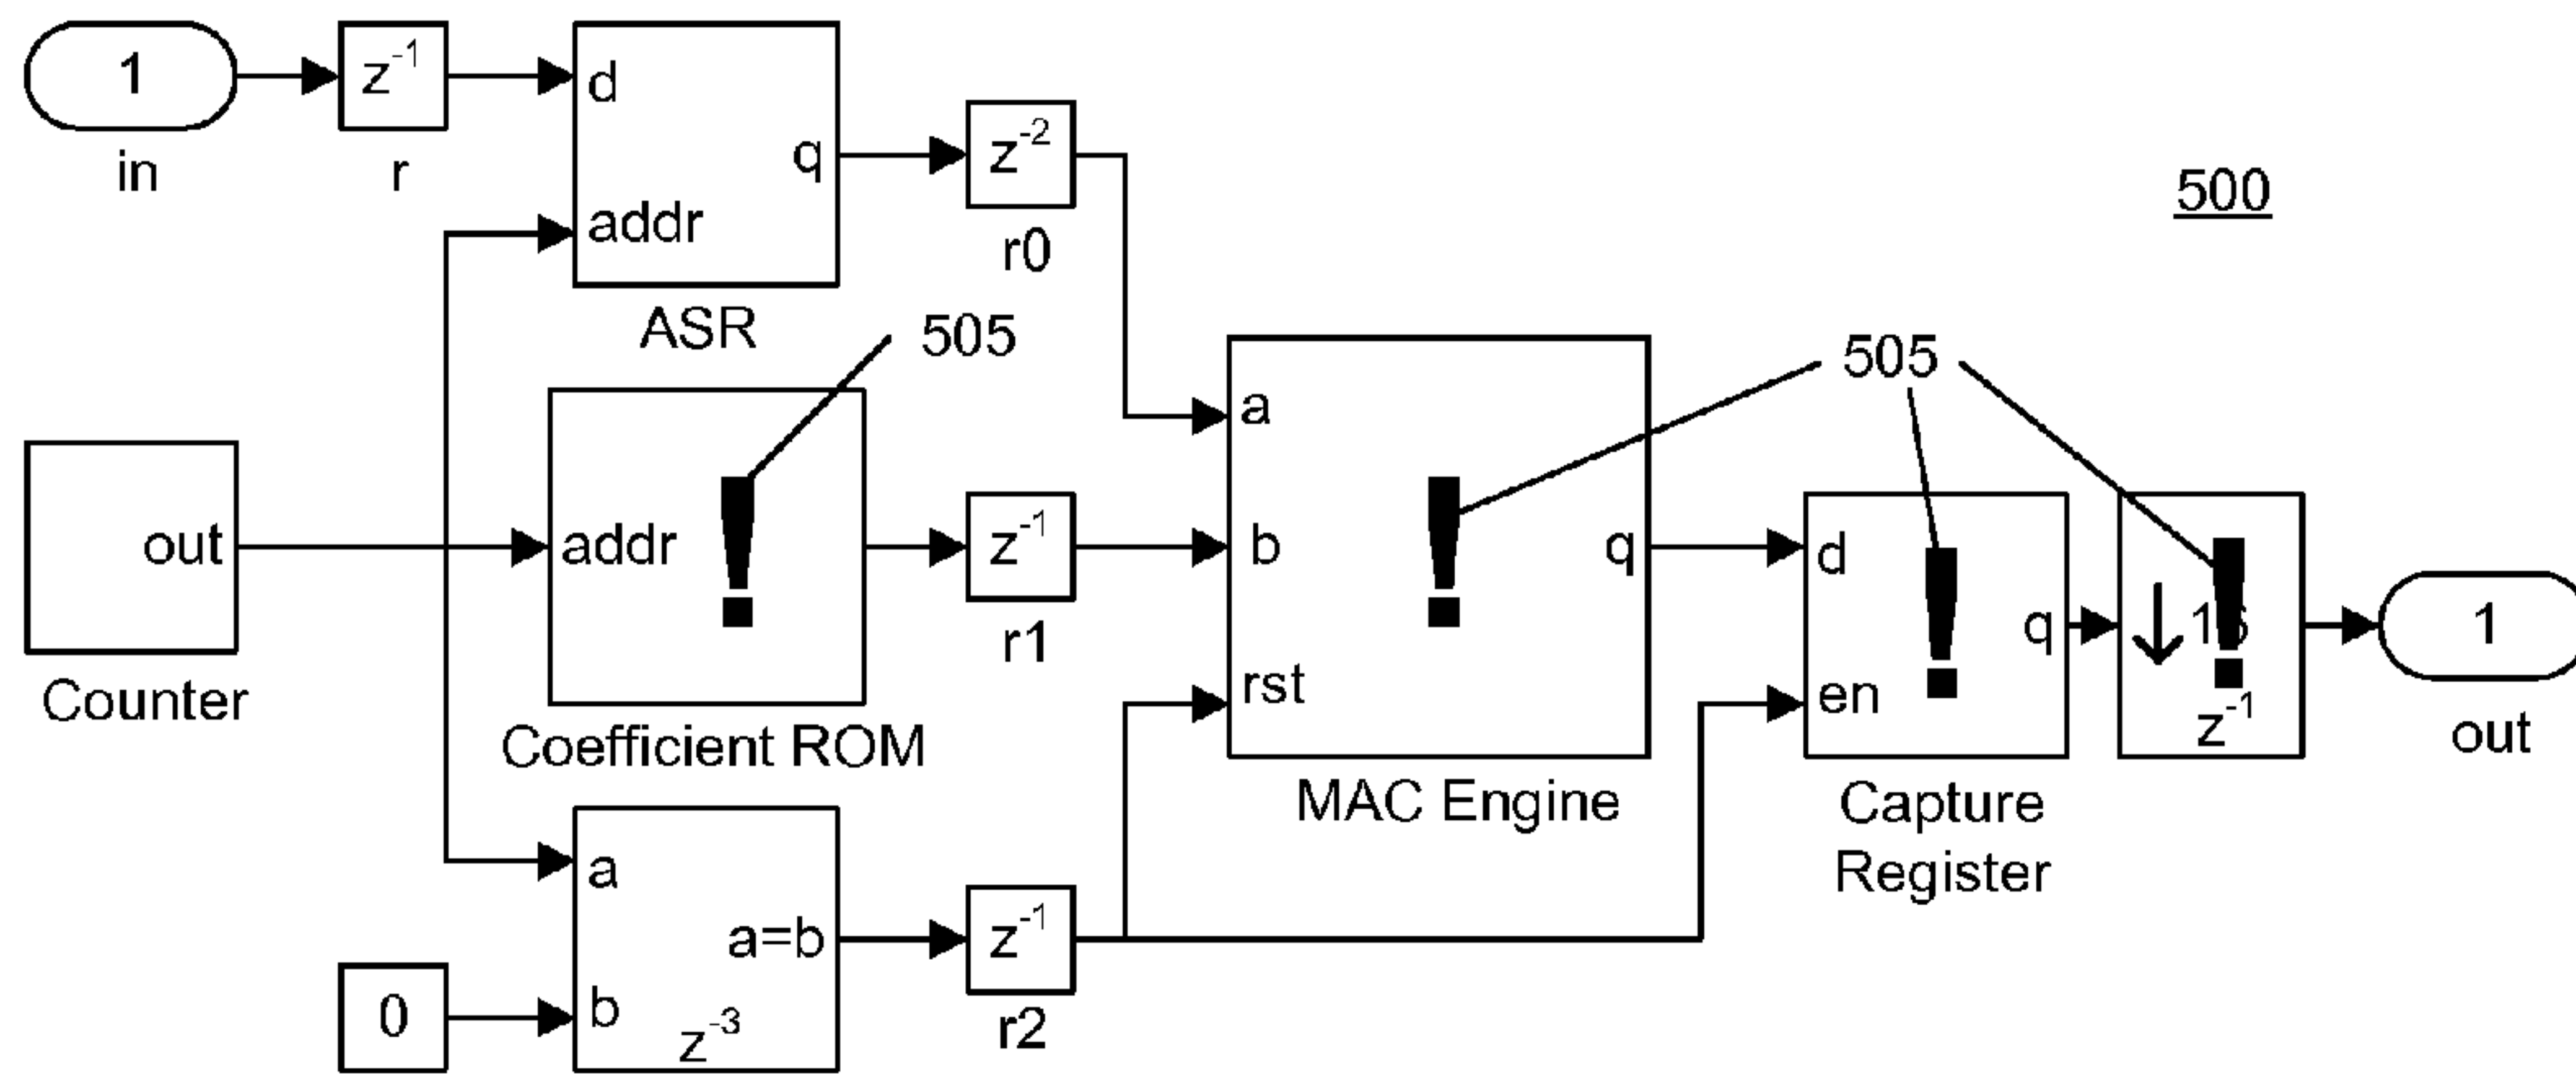 1
in
z-1
r
d
addr
q
ASR
z-2
r0
500
505
Counter
out
addr
!
Coefficient ROM
z-1
r1
a
b
rst
q
!
MAC Engine
505
d
en
q
!
Capture
Register
↓
!
z-1
1
out
0
a
b
a=b
z-3
z-1
r2